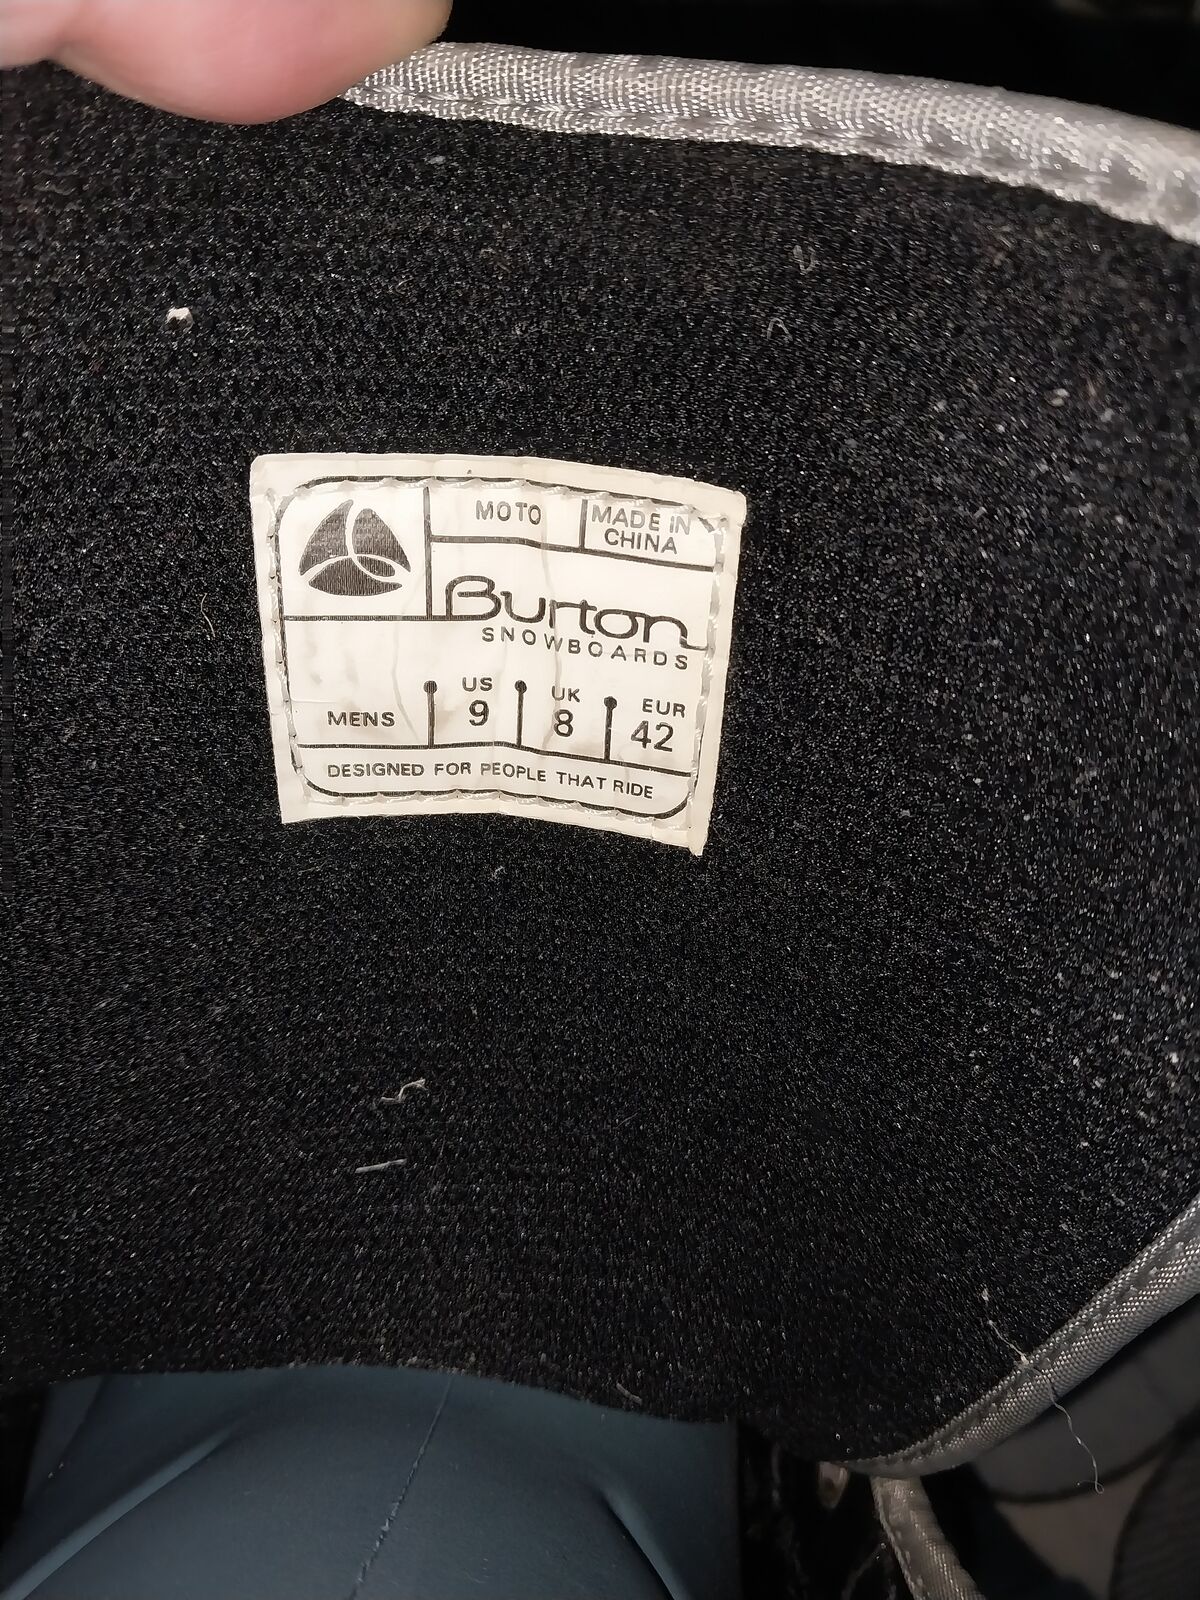 MOTO
MADE IN
CHINA
Burton
SNOWBOARDS
MENS
US
9
UK
8
EUR
42
DESIGNED FOR PEOPLE THAT RIDE